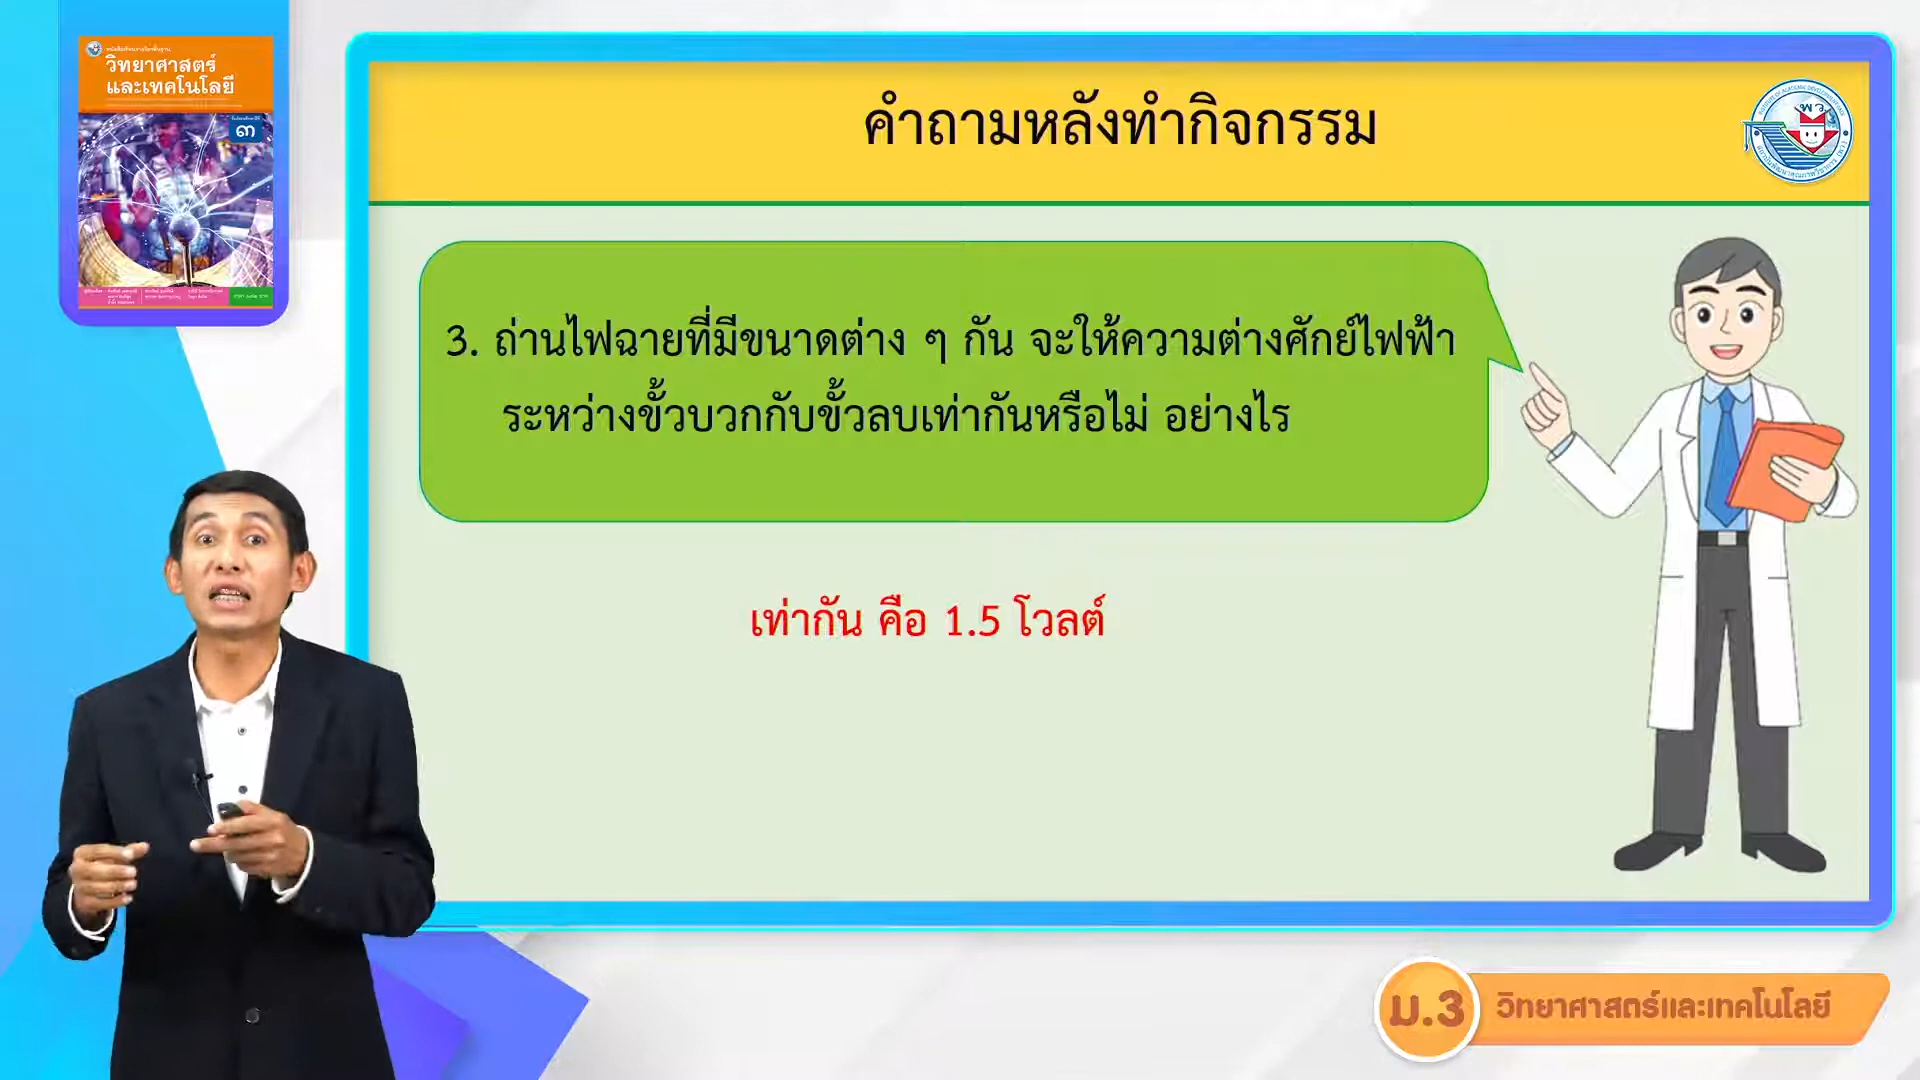 วิทยาศาสตร์
และเทคโนโลยี
๓
คำถามหลังทำกิจกรรม
พว
3. ถ่านไฟฉายที่มีขนาดต่าง ๆ กัน จะให้ความต่างศักย์ไฟฟ้า
ระหว่างขั้วบวกกับขั้วลบเท่ากันหรือไม่ อย่างไร
เท่ากัน คือ 1.5 โวลต์
ม.3 วิทยาศาสตร์และเทคโนโลยี